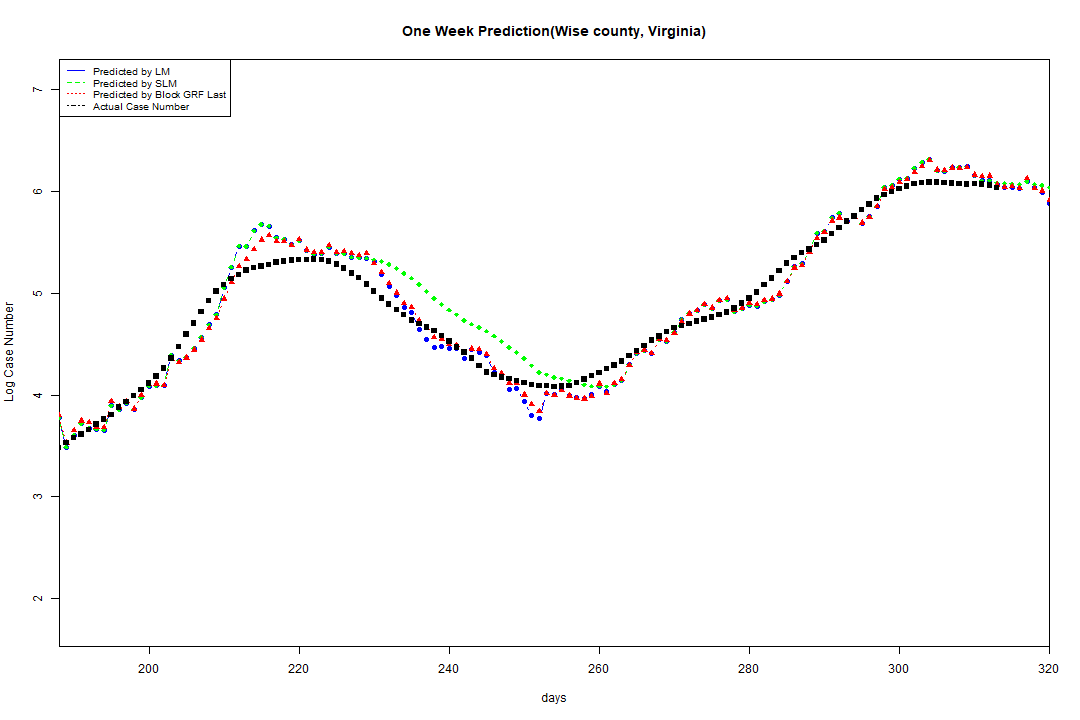 One Week Prediction(Wise county, Virginia)
Predicted by LM
Predicted by SLM
Predicted by Block GRF Last
Actual Case Number
7
6
5
4
3
2
Log Case Number
200 220 240 260 280 300 320
days